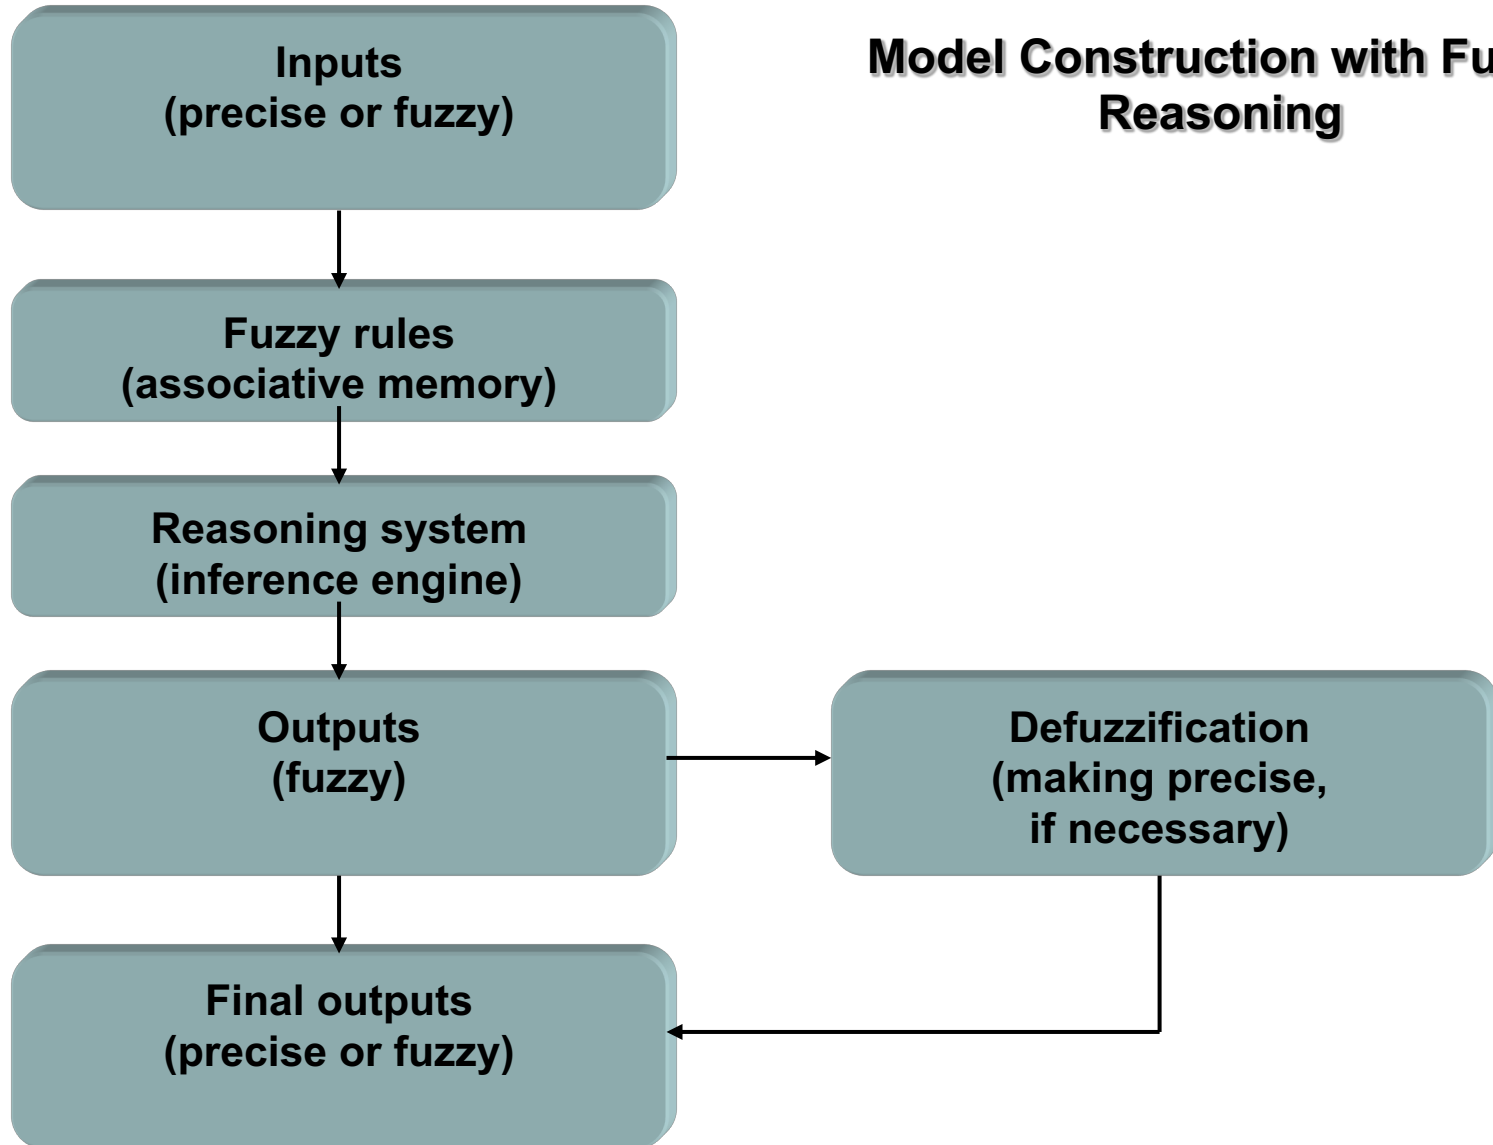 Model Construction with Fu
Reasoning
Inputs
(precise or fuzzy)
Fuzzy rules
(associative memory)
Reasoning system
(inference engine)
Outputs
(fuzzy)
Defuzzification
(making precise,
if necessary)
Final outputs
(precise or fuzzy)